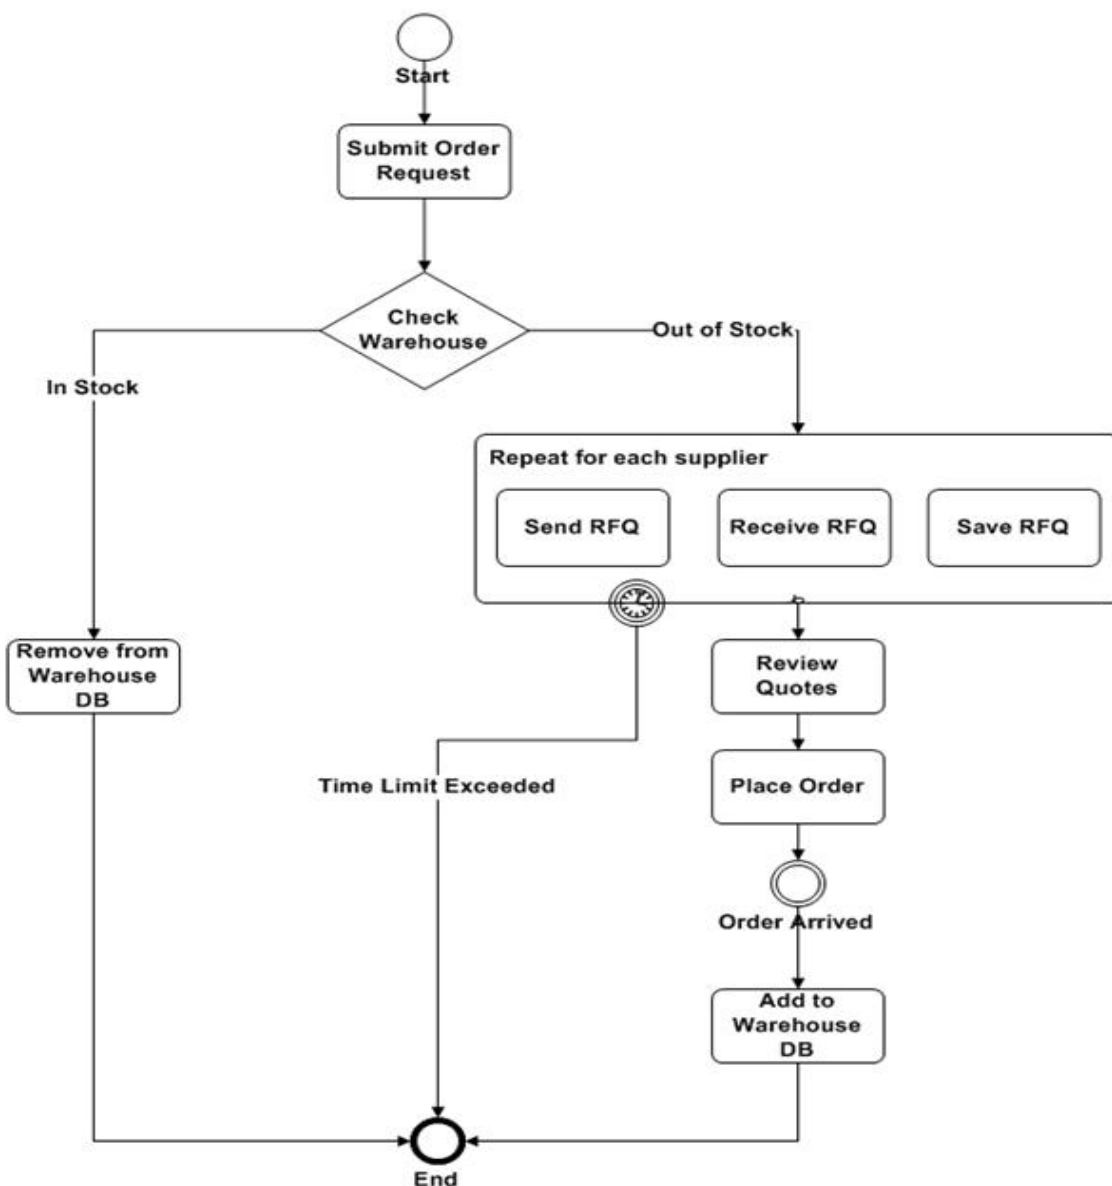 Start
Submit Order
Request
Check
Warehouse
In Stock
Out of Stock
Repeat for each supplier
Send RFQ
Receive RFQ
Save RFQ
Remove from
Warehouse
DB
Review
Quotes
Time Limit Exceeded
Place Order
Order Arrived
Add to
Warehouse
DB
End